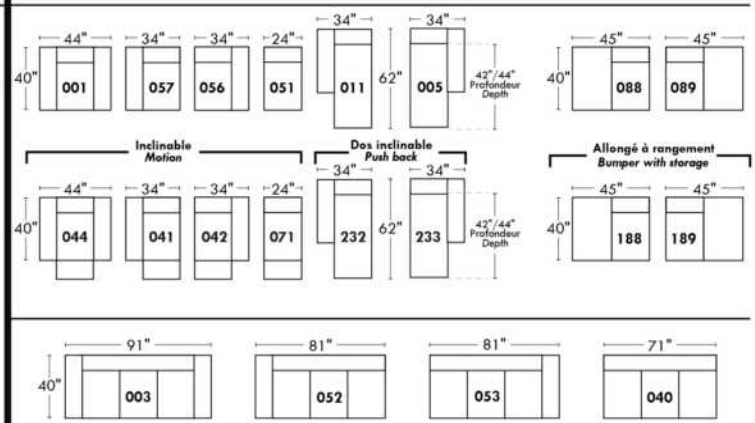 44" 34" 34" 24" 34" 34" 45" 45"
40" 001 057 056 051 011 62" 005 42"/44" 40" 088 089
Profondeur
Depth
Inclinable Dos inclinable Allongé à rangement
Motion Push back Bumper with storage
44" 34" 34" 24" 34" 34" 45" 45"
40" 044 041 042 071 232 62" 233 42"/44" 40" 188 189
Profondeur
Depth
91" 81" 81" 71"
40" 003 052 053 040